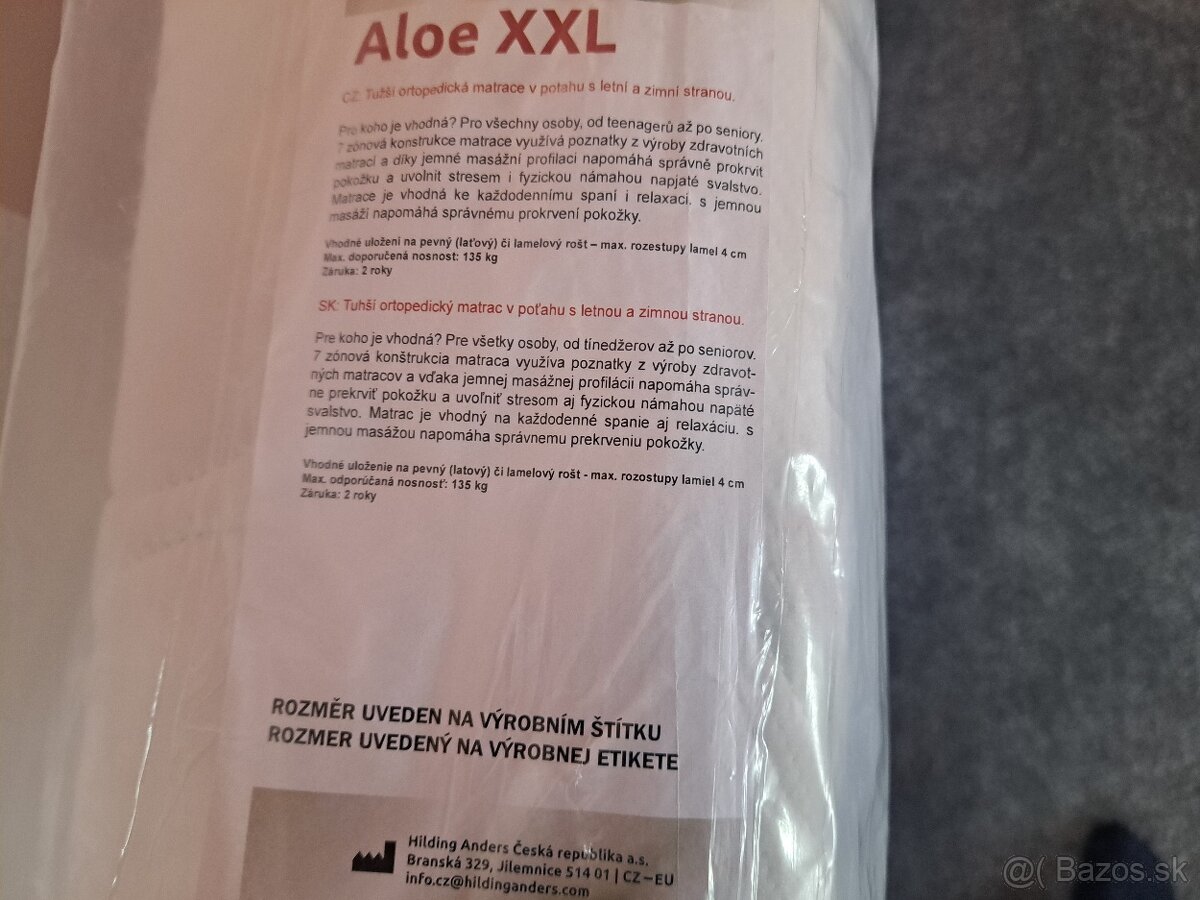 Aloe XXL
CZ: Tužší ortopedická matrace v potahu s letní a zimní stranou.
Pro koho je vhodná? Pro všechny osoby, od teenagerů až po seniory.
7 zónová konstrukce matrace využívá poznatky z výroby zdravotních
matrací a díky jemné masážní profilaci napomáhá správně prokrvit
pokožku a uvolnit stresem i fyzickou námahou napjaté svalstvo.
Matrace je vhodná ke každodennímu spaní i relaxaci. s jemnou
masáží napomáhá správnému prokrvení pokožky.
Vhodné uložení na pevný (laťový) či lamelový rošt – max. rozestupy lamel 4 cm
Max. doporučená nosnost: 135 kg
Záruka: 2 roky
SK: Tuhší ortopedický matrac v poťahu s letnou a zimnou stranou.
Pre koho je vhodná? Pre všetky osoby, od tínedžerov až po seniorov.
7 zónová konštrukcia matraca využíva poznatky z výroby zdravot-
ných matracov a vďaka jemnej masážnej profilácii napomáha správ-
ne prekrviť pokožku a uvoľniť stresom aj fyzickou námahou napäté
svalstvo. Matrac je vhodný na každodenné spanie aj relaxáciu. s
jemnou masážou napomáha správnemu prekrveniu pokožky.
Vhodné uloženie na pevný (latový) či lamelový rošt - max. rozostupy lamiel 4 cm
Max. odporúčaná nosnosť: 135 kg
Záruka: 2 roky
ROZMĚR UVEDEN NA VÝROBNÍM ŠTÍTKU
ROZMER UVEDENÝ NA VÝROBNEJ ETIKETE
Hilding Anders Česká republika a.s.
Branská 329, Jilemnice 514 01 | CZ–EU
info.cz@hildinganders.com
@( Bazos.sk